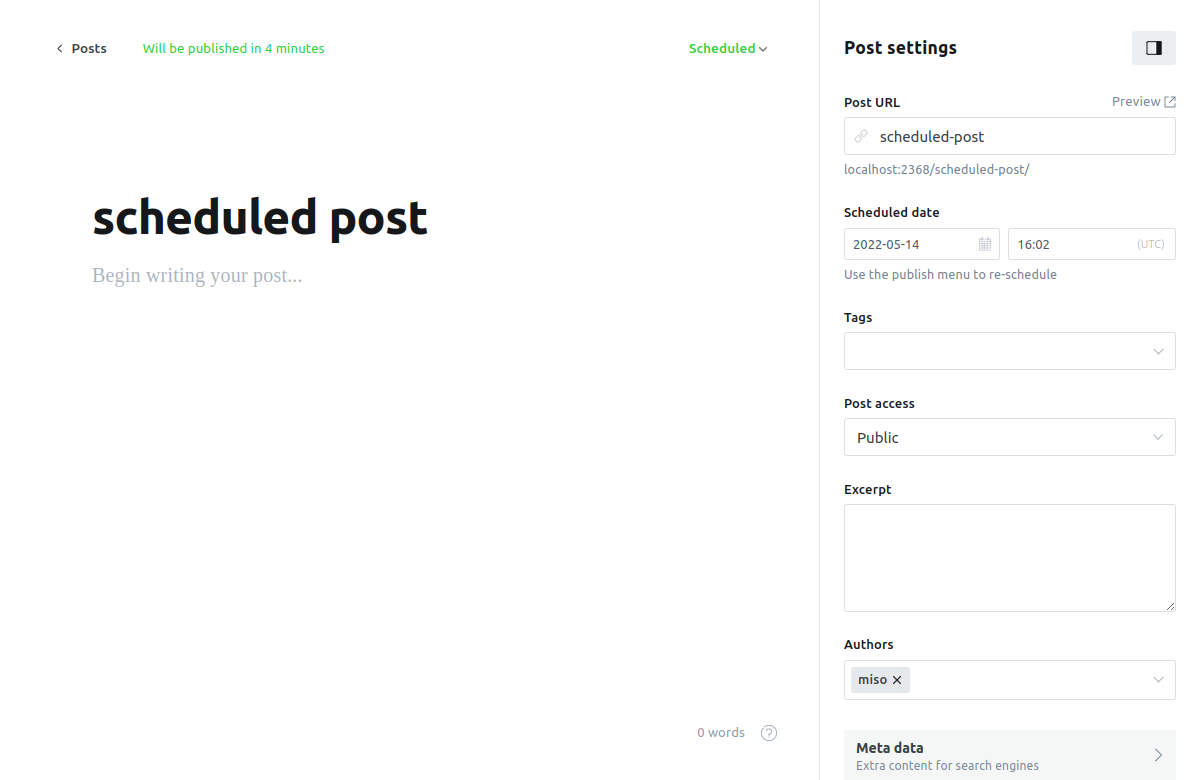 Posts
Will be published in 4 minutes
Scheduled
scheduled post
Begin writing your post...
0 words
?
Post settings
Post URL
Preview
scheduled-post
localhost:2368/scheduled-post/
Scheduled date
2022-05-14
16:02
(UTC)
Use the publish menu to re-schedule
Tags
Post access
Public
Excerpt
Authors
miso
Meta data
Extra content for search engines